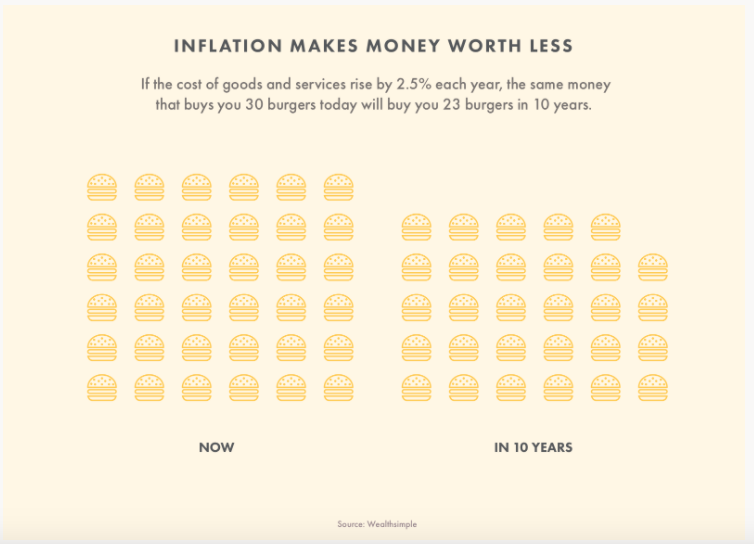 INFLATION MAKES MONEY WORTH LESS
If the cost of goods and services rise by 2.5% each year, the same money
that buys you 30 burgers today will buy you 23 burgers in 10 years.
NOW
IN 10 YEARS
Source: Wealthsimple